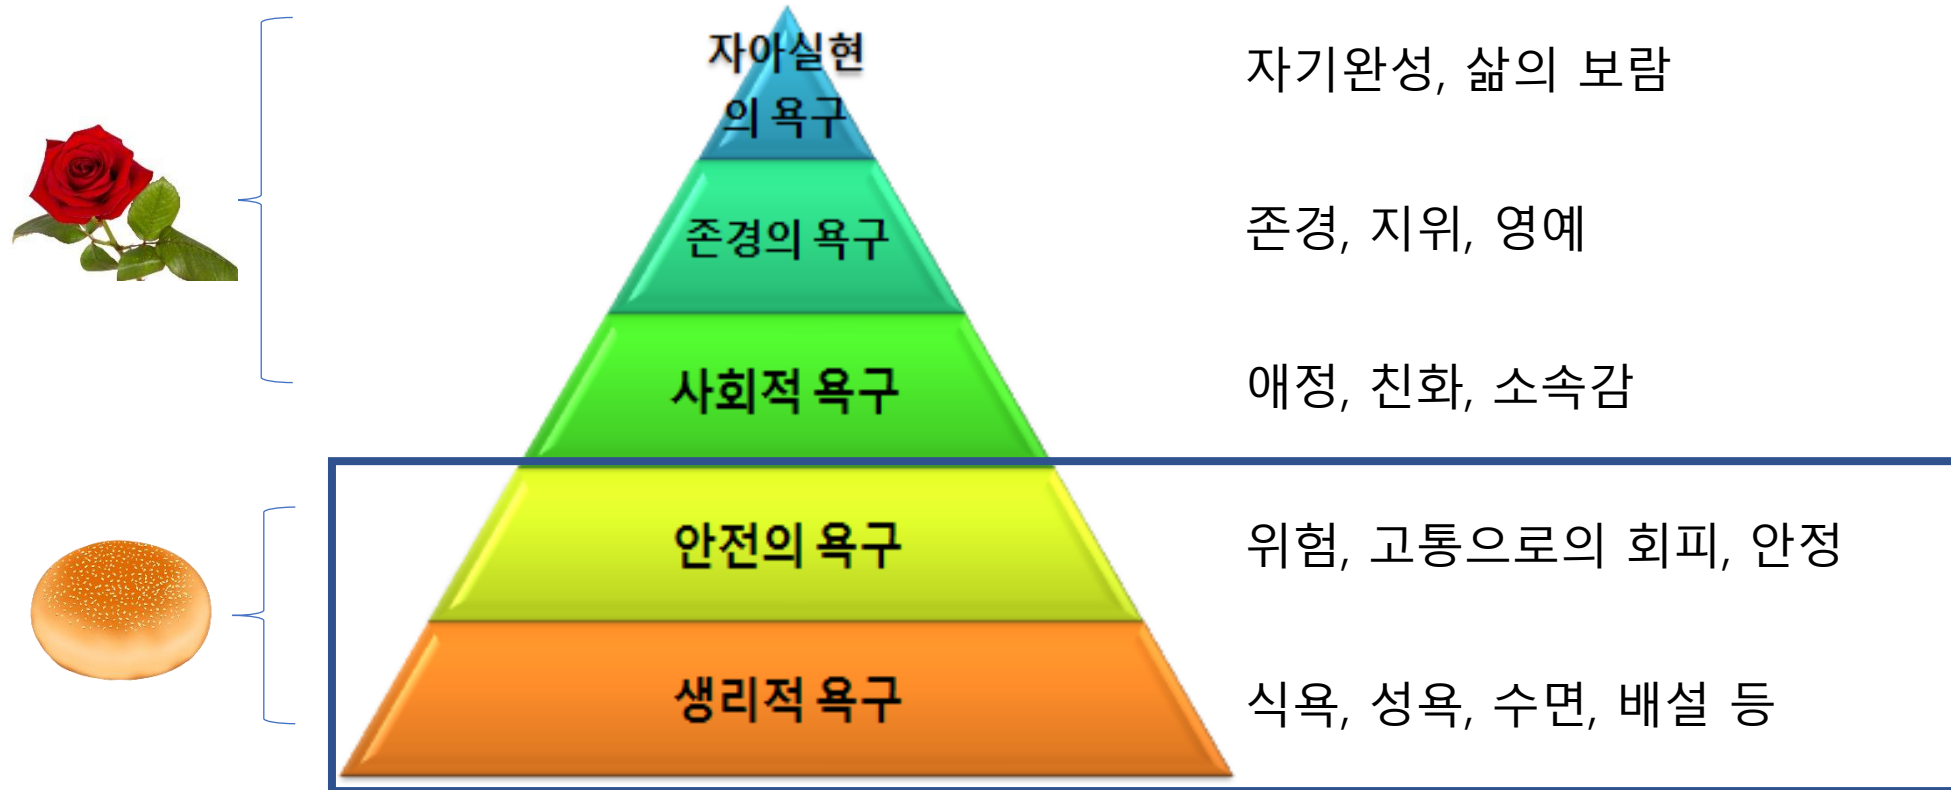 자아실현
의 욕구
자기완성, 삶의 보람
존경의 욕구
존경, 지위, 영예
사회적 욕구
애정, 친화, 소속감
안전의 욕구
위험, 고통으로의 회피, 안정
생리적 욕구
식욕, 성욕, 수면, 배설 등